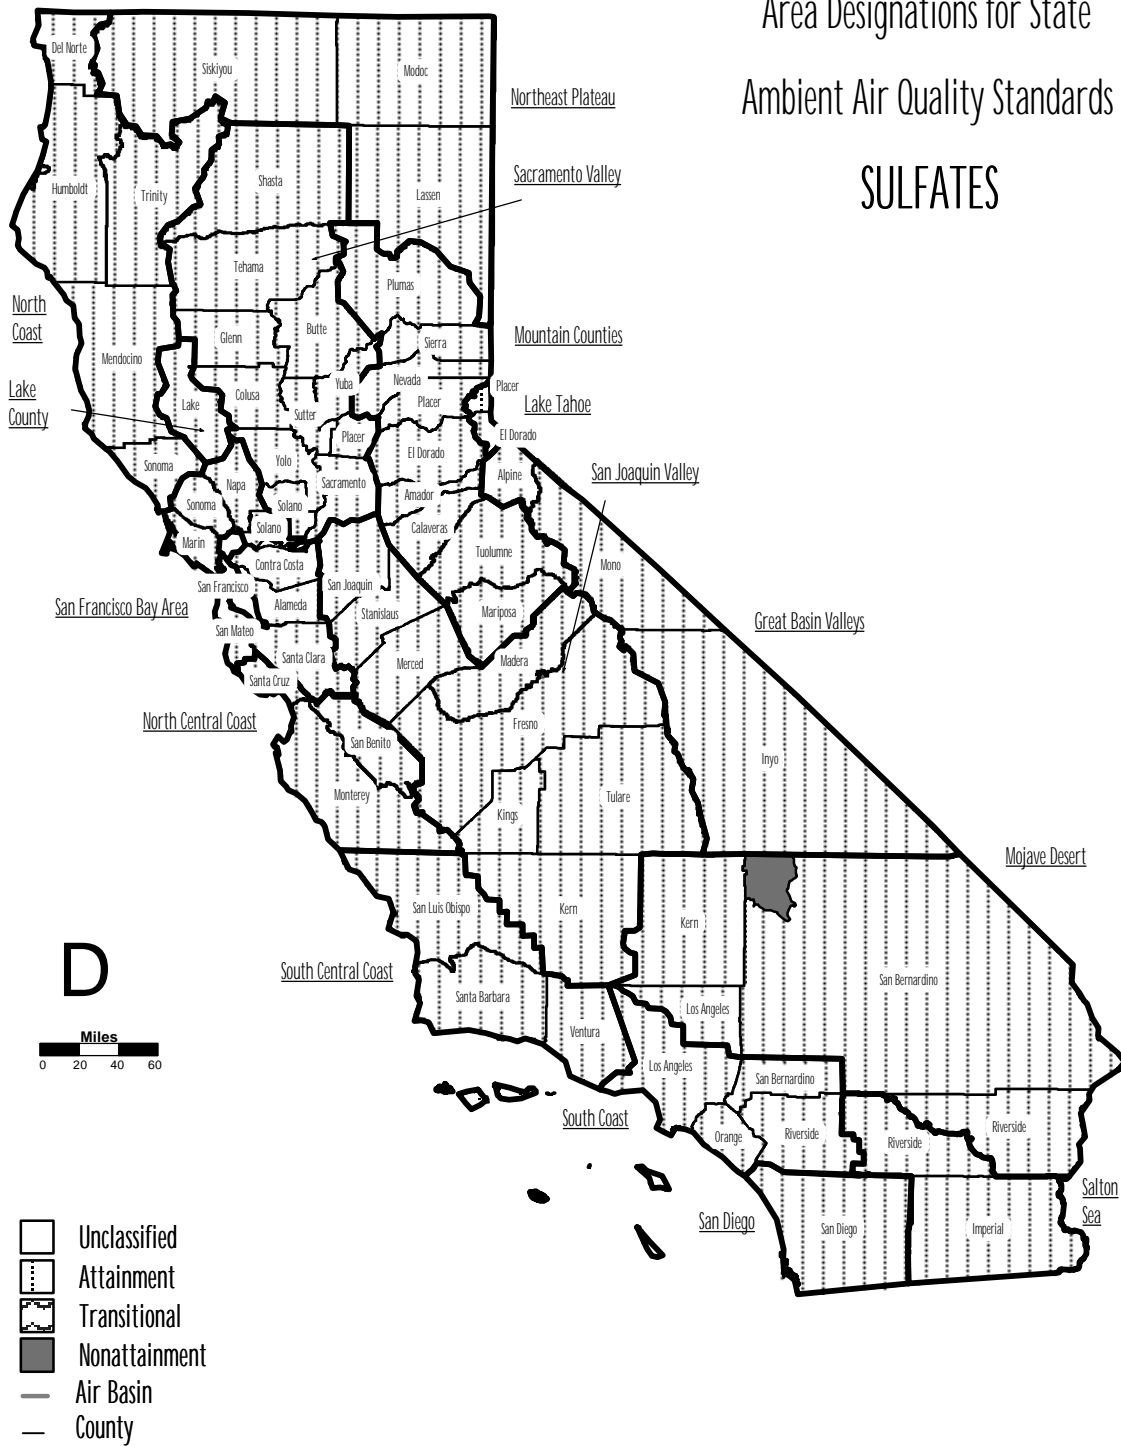 Area Designations for State
Ambient Air Quality Standards
SULFATES
Del Norte
Siskiyou
Modoc
Northeast Plateau
Sacramento Valley
Humboldt
Trinity
Shasta
Lassen
Tehama
Plumas
North
Coast
Glenn
Butte
Sierra
Mountain Counties
Mendocino
Lake
County
Lake
Colusa
Yuba
Nevada
Placer
Placer
Lake Tahoe
Sutter
Placer
El Dorado
El Dorado
Sonoma
Yolo
Napa
Sacramento
Alpine
San Joaquin Valley
Sonoma
Solano
Amador
Solano
Calaveras
Marin
Tuolumne
Mono
Contra Costa
San Francisco
San Joaquin
San Francisco Bay Area
Alameda
Stanislaus
Mariposa
Great Basin Valleys
San Mateo
Santa Clara
Merced
Madera
Santa Cruz
North Central Coast
Fresno
San Benito
Inyo
Monterey
Kings
Tulare
Mojave Desert
San Luis Obispo
Kern
Kern
D
South Central Coast
San Bernardino
Santa Barbara
Los Angeles
Ventura
Miles
0 20 40 60
Los Angeles
San Bernardino
South Coast
Orange
Riverside
Riverside
Riverside
Salton
Sea
San Diego
San Diego
Imperial
Unclassified
Attainment
Transitional
Nonattainment
Air Basin
County